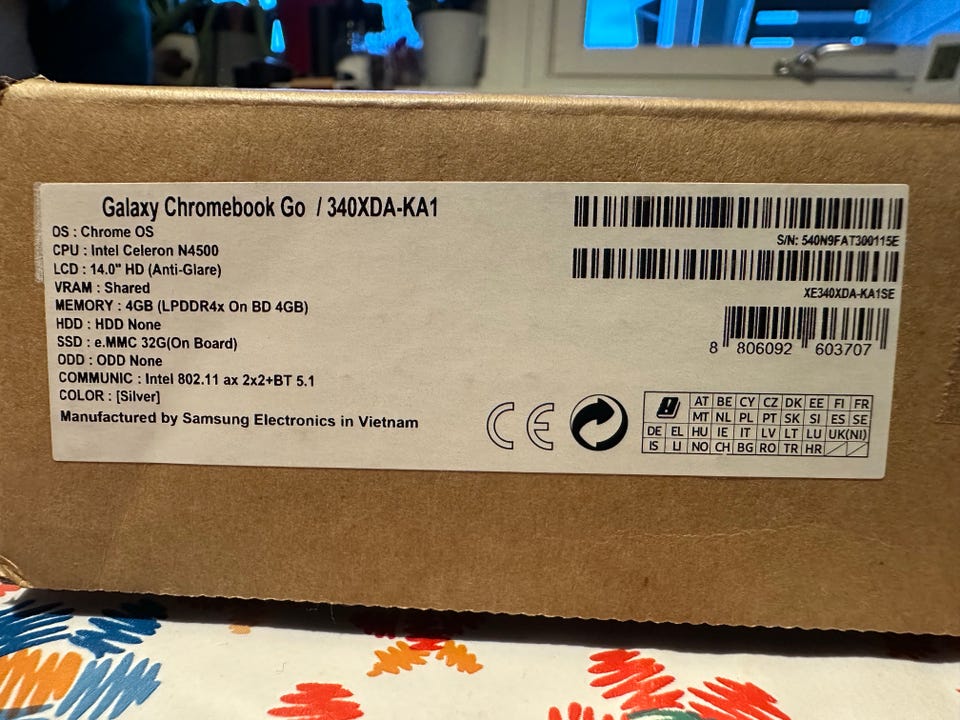 Galaxy Chromebook Go / 340XDA-KA1
OS : Chrome OS
CPU : Intel Celeron N4500
LCD : 14.0" HD (Anti-Glare)
VRAM : Shared
MEMORY : 4GB (LPDDR4x On BD 4GB)
HDD : HDD None
SSD : e.MMC 32G(On Board)
ODD : ODD None
COMMUNIC : Intel 802.11 ax 2x2+BT 5.1
COLOR : [Silver]
Manufactured by Samsung Electronics in Vietnam
S/N: 540N9FAT300115E
XE340XDA-KA1SE
8 806092 603707
CE
AT BE CY CZ DK EE FI FR
MT NL PL PT SK SI ES SE
DE EL HU IE IT LV LT LU UK(NI)
IS LI NO CH BG RO TR HR